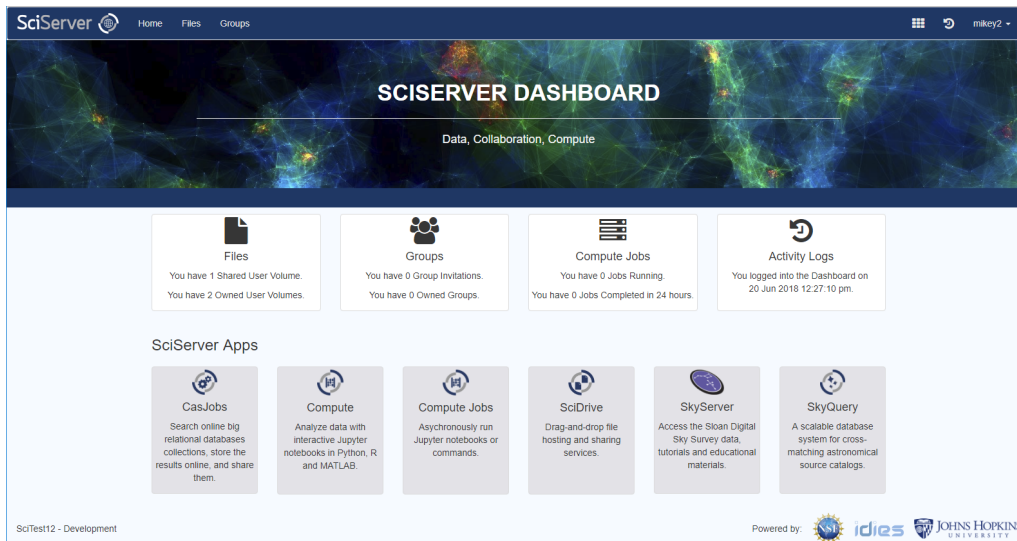 SciServer Home Files Groups mikey2
SCISERVER DASHBOARD
Data, Collaboration, Compute
Files
You have 1 Shared User Volume.
You have 2 Owned User Volumes.
Groups
You have 0 Group Invitations.
You have 0 Owned Groups.
Compute Jobs
You have 0 Jobs Running.
You have 0 Jobs Completed in 24 hours.
Activity Logs
You logged into the Dashboard on
20 Jun 2018 12:27:10 pm.
SciServer Apps
CasJobs
Search online big
relational databases
collections, store the
results online, and share
them.
Compute
Analyze data with
interactive Jupyter
notebooks in Python, R
and MATLAB.
Compute Jobs
Asychronously run
Jupyter notebooks or
commands.
SciDrive
Drag-and-drop file
hosting and sharing
services.
SkyServer
Access the Sloan Digital
Sky Survey data,
tutorials and educational
materials.
SkyQuery
A scalable database
system for cross-
matching astronomical
source catalogs.
SciTest12 - Development
Powered by: NSF idies JOHNS HOPKIN
UNIVERSITY